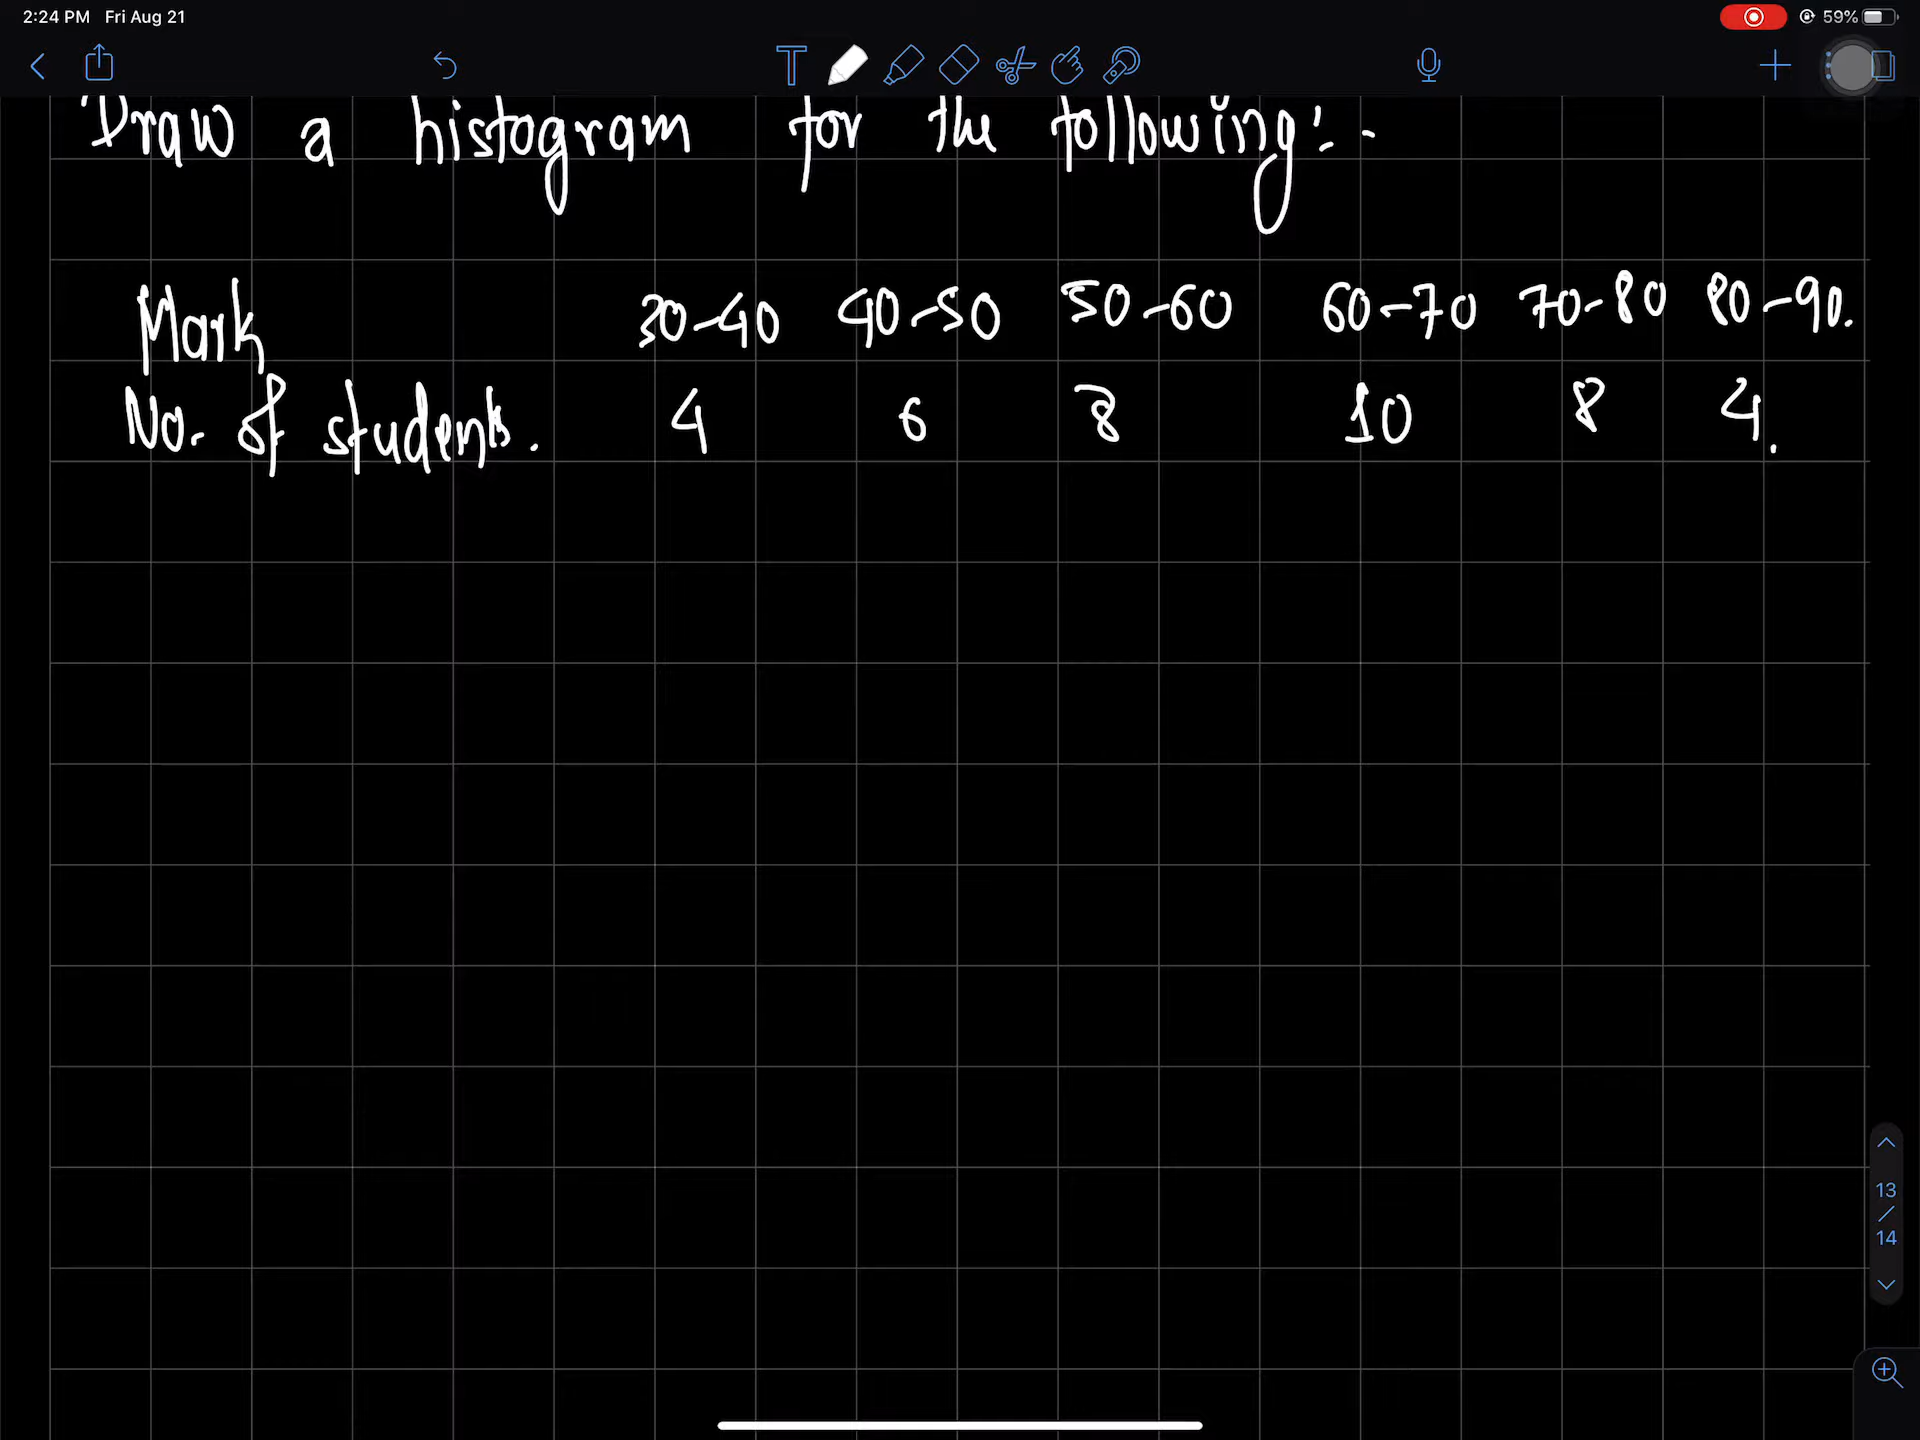 2:24 PM Fri Aug 21 59%
Draw a histogram for the following:-
Mark 30-40 40-50 50-60 60-70 70-80 80-90.
No. of students. 4 6 8 10 8 4.
13
/
14